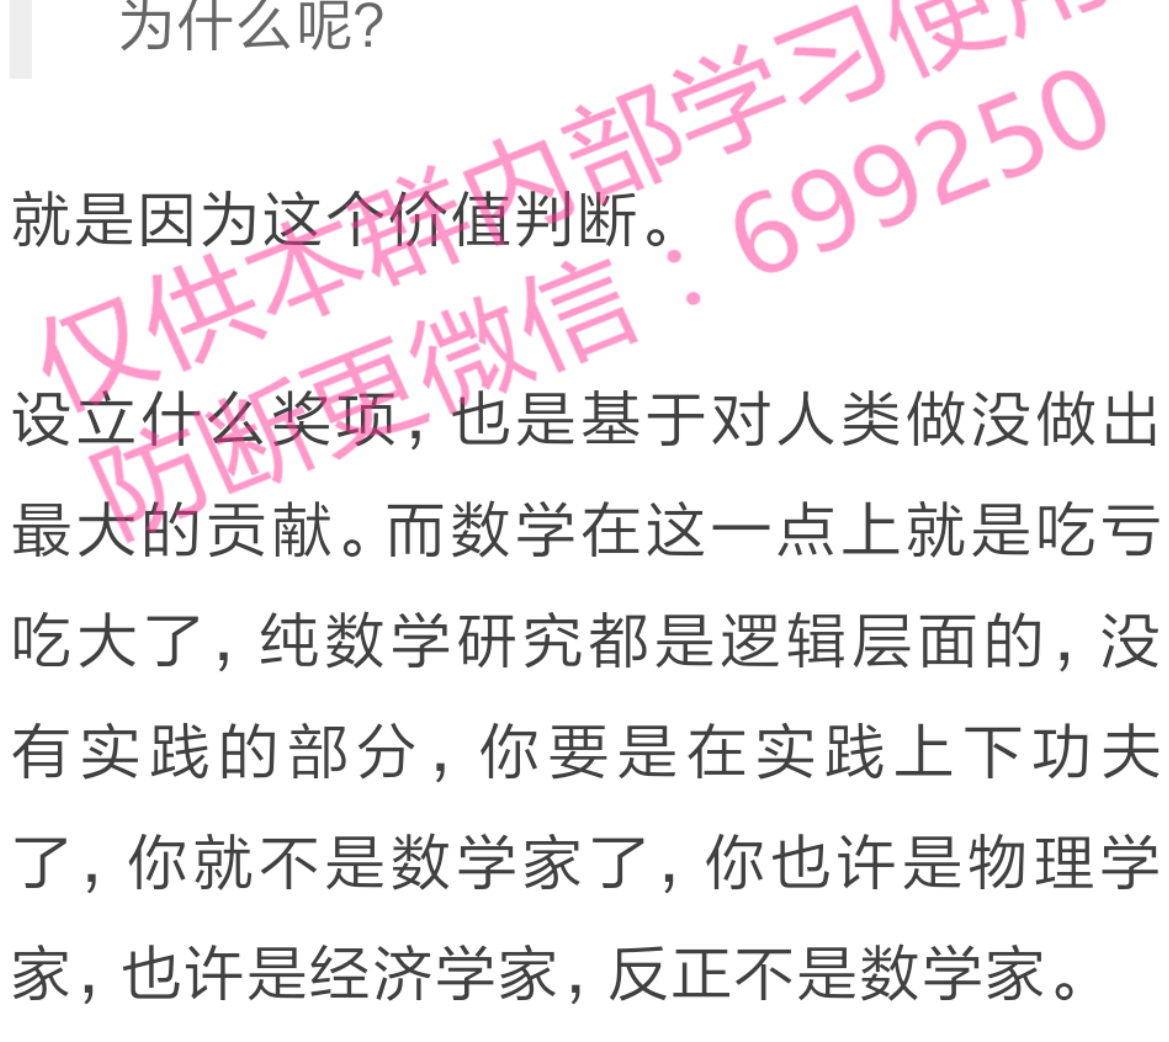 为什么呢?
就是因为这个价值判断。
设立什么奖项，也是基于对人类做没做出
最大的贡献。而数学在这一点上就是吃亏
吃大了，纯数学研究都是逻辑层面的，没
有实践的部分，你要是在实践上下功夫
了，你就不是数学家了，你也许是物理学
家，也许是经济学家，反正不是数学家。
仅供本群内部学习使用
防断更微信：699250